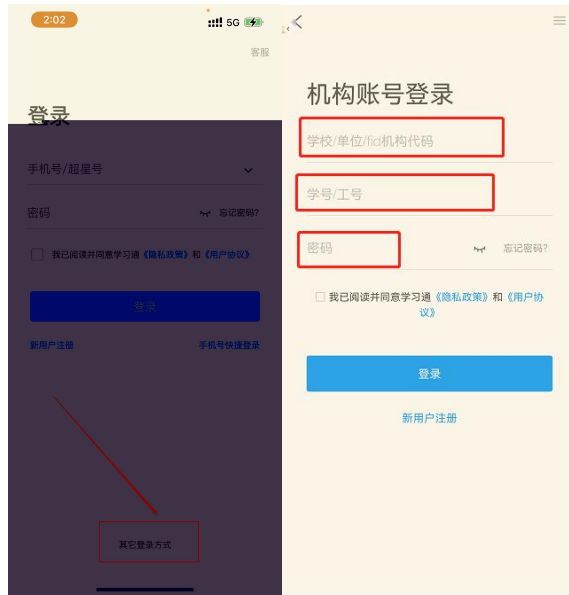 2:02
5G
客服
登录
手机号/超星号
密码
忘记密码?
我已阅读并同意学习通《隐私政策》和《用户协议》
登录
新用户注册
手机号快捷登录
其它登录方式
机构账号登录
学校/单位/fid机构代码
学号/工号
密码
忘记密码?
我已阅读并同意学习通《隐私政策》和《用户协
议》
登录
新用户注册